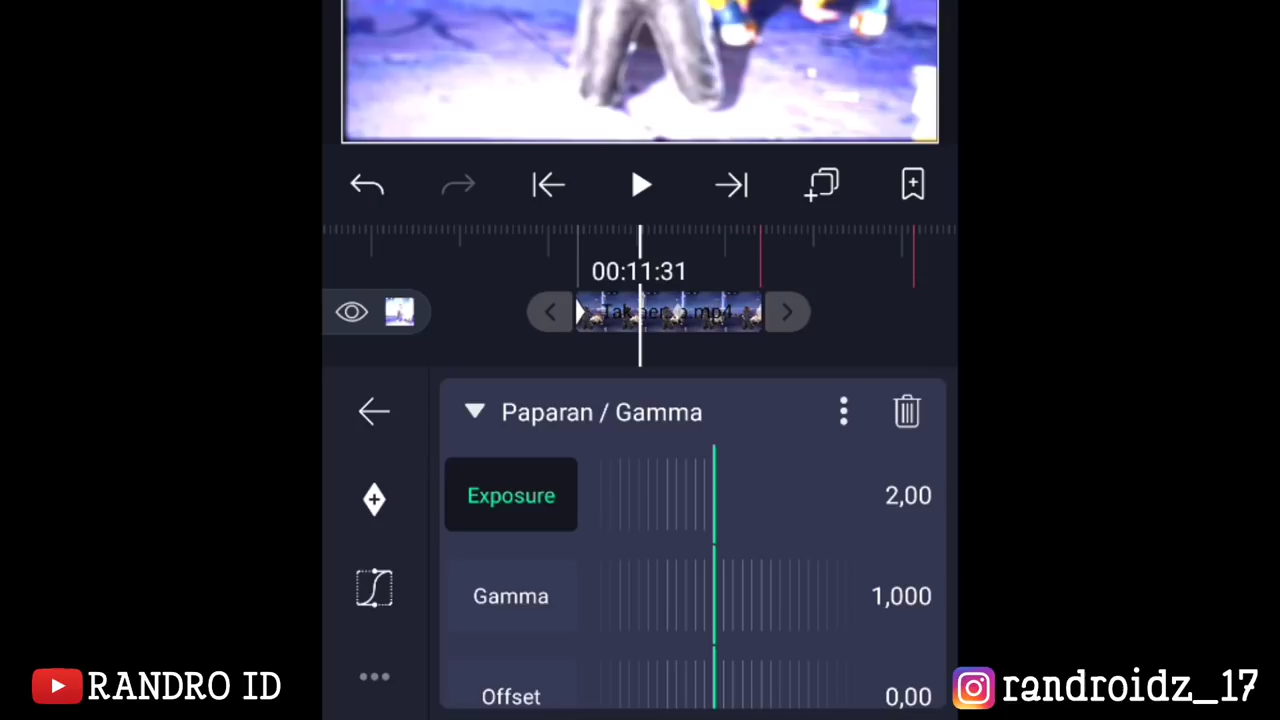 00:11:31
Paparan / Gamma
Exposure 2,00
Gamma 1,000
Offset 0,00
RANDRO ID
randroidz_17